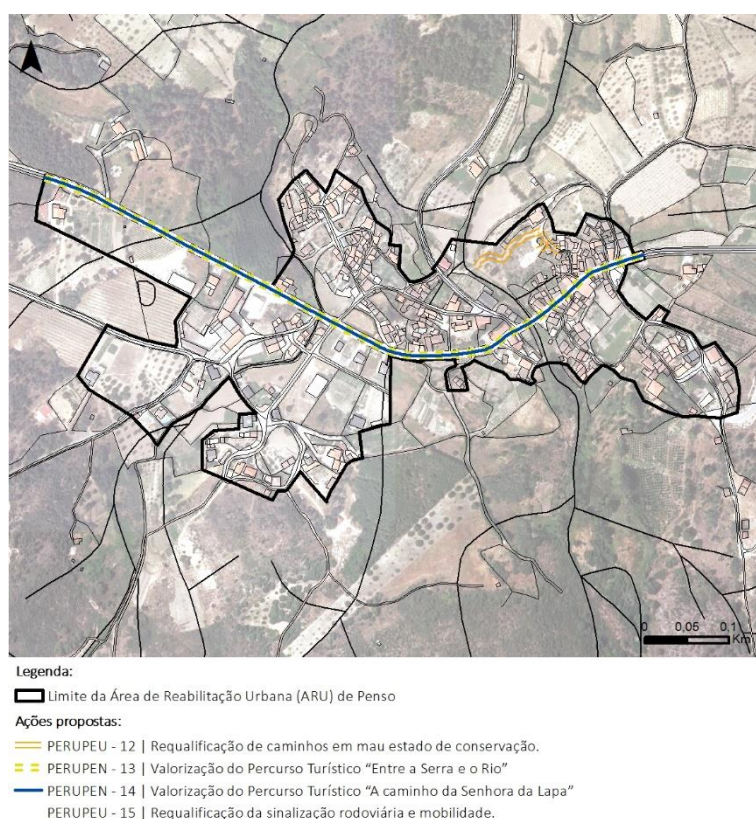 0 0,05 0,1
Km
Legenda:
Limite da Área de Reabilitação Urbana (ARU) de Penso
Ações propostas:
PERUPEU - 12 | Requalificação de caminhos em mau estado de conservação.
PERUPEN - 13 | Valorização do Percurso Turístico “Entre a Serra e o Rio”
PERUPEN - 14 | Valorização do Percurso Turístico “A caminho da Senhora da Lapa”
PERUPEU - 15 | Requalificação da sinalização rodoviária e mobilidade.